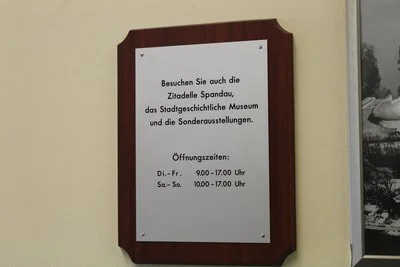 Besuchen Sie auch die
Zitadelle Spandau,
das Stadtgeschichtliche Museum
und die Sonderausstellungen.
Öffnungszeiten:
Di.- Fr. 9.00 - 17.00 Uhr
Sa.- So. 10.00 - 17.00 Uhr